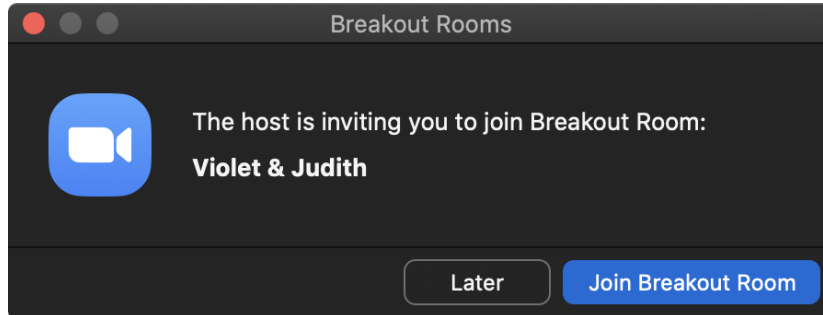 Breakout Rooms
The host is inviting you to join Breakout Room:
Violet & Judith
Later
Join Breakout Room